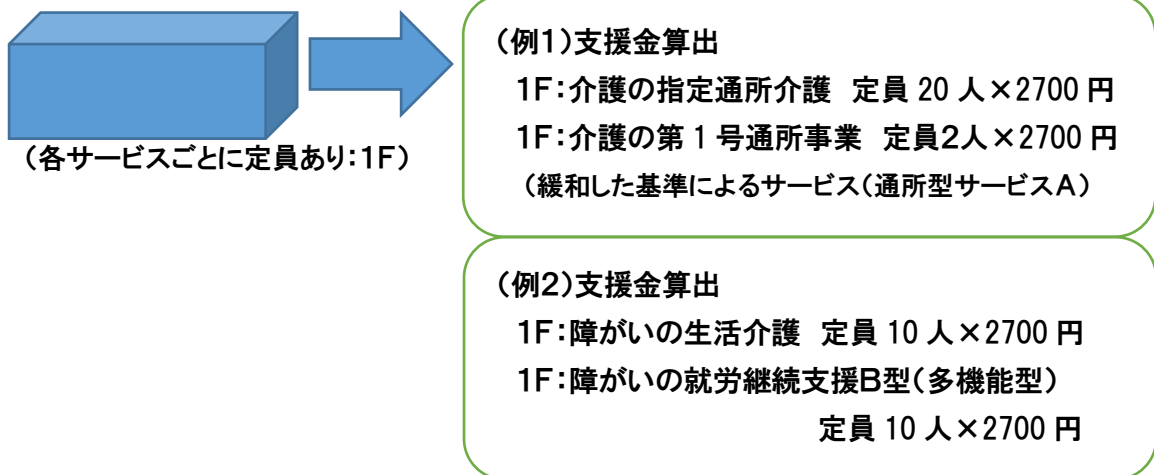 (各サービスごとに定員あり:1F)
(例1)支援金算出
1F:介護の指定通所介護 定員 20 人×2700 円
1F:介護の第1号通所事業 定員2人×2700 円
(緩和した基準によるサービス(通所型サービスA)
(例2)支援金算出
1F:障がいの生活介護 定員 10 人×2700 円
1F:障がいの就労継続支援B型(多機能型)
定員 10 人×2700 円